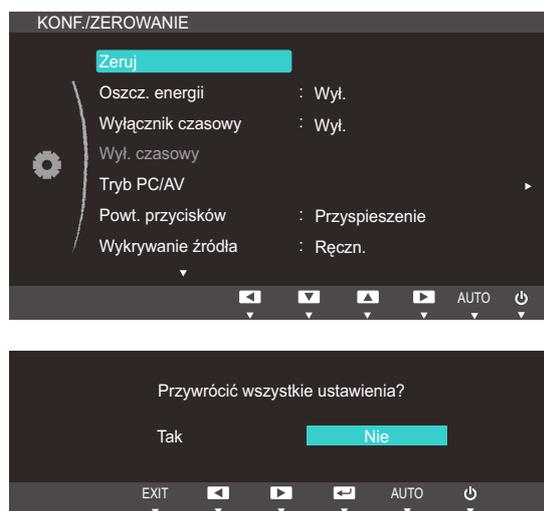 KONF./ZEROWANIE
Zeruj
Oszcz. energii : Wył.
Wyłącznik czasowy : Wył.
Wył. czasowy
Tryb PC/AV
Powt. przycisków : Przyspieszenie
Wykrywanie źródła : Ręczn.
AUTO
Przywrócić wszystkie ustawienia?
Tak Nie
EXIT AUTO